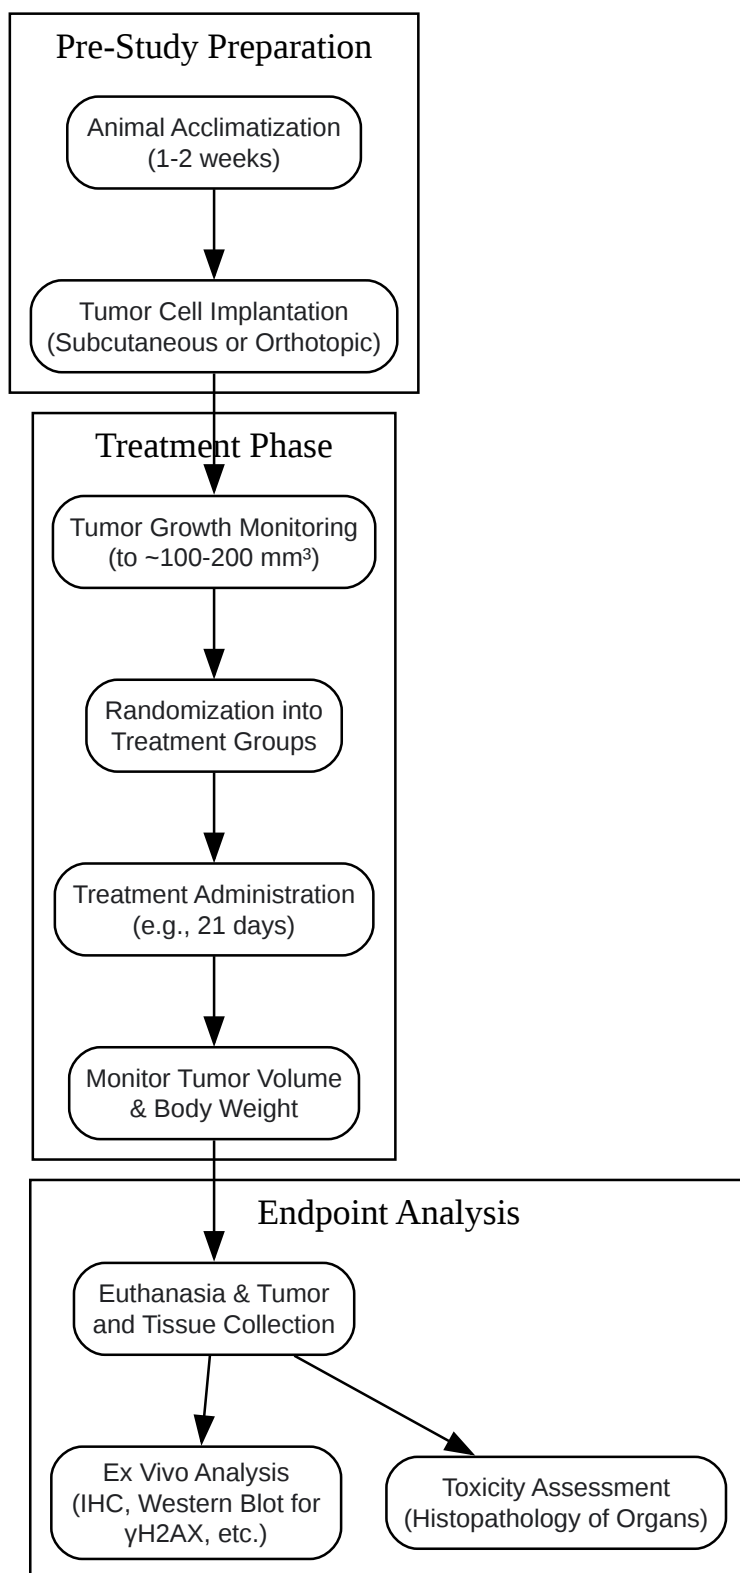 Pre-Study Preparation
Animal Acclimatization
(1-2 weeks)
Tumor Cell Implantation
(Subcutaneous or Orthotopic)
Treatment Phase
Tumor Growth Monitoring
(to ~100-200 mm³)
Randomization into
Treatment Groups
Treatment Administration
(e.g., 21 days)
Monitor Tumor Volume
& Body Weight
Endpoint Analysis
Euthanasia & Tumor
and Tissue Collection
Ex Vivo Analysis
(IHC, Western Blot for
γH2AX, etc.)
Toxicity Assessment
(Histopathology of Organs)